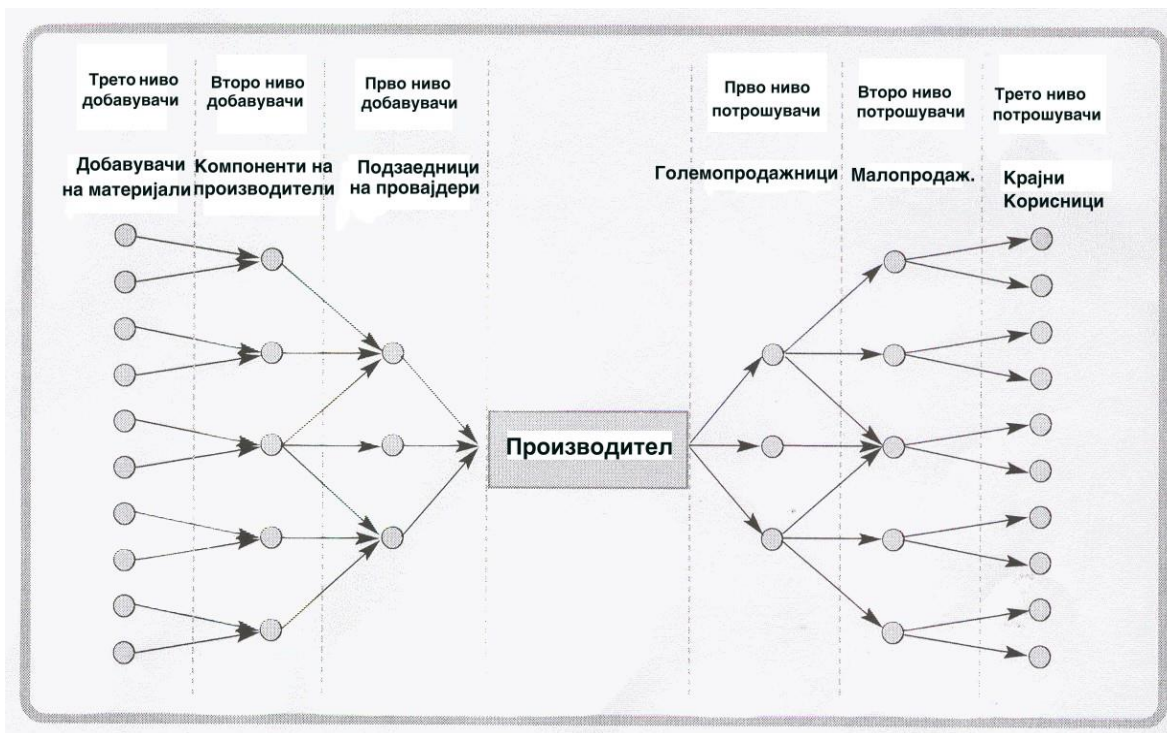 Трето ниво
добавувачи
Второ ниво
добавувачи
Прво ниво
добавувачи
Прво ниво
потрошувачи
Второ ниво
потрошувачи
Трето ниво
потрошувачи
Добавувачи
на материјали
Компоненти на
производители
Подзаедници
на провајдери
Големопродажници
Малопродаж.
Крајни
Корисници
Производител